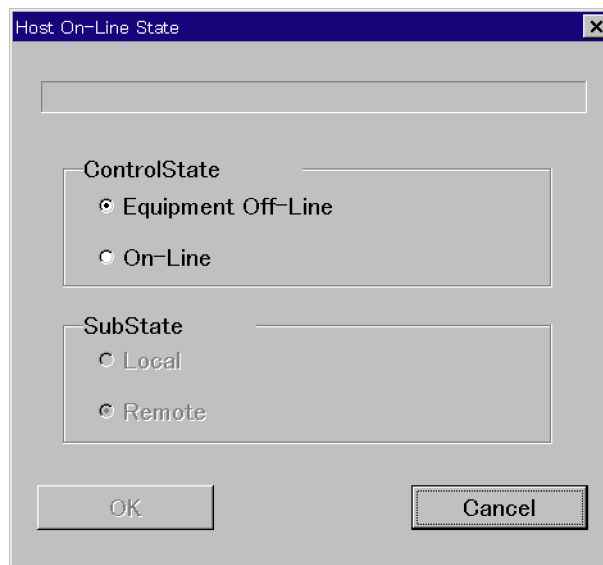 Host On-Line State
ControlState
Equipment Off-Line
On-Line
SubState
Local
Remote
OK
Cancel